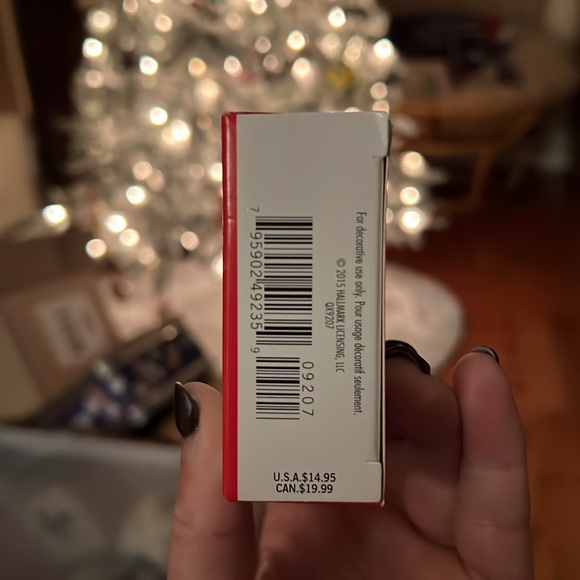 For decorative use only. Pour usage décoratif seulement.
© 2015 HALLMARK LICENSING, LLC
QX9207
09207
7 95902 49235 9
U.S.A.$14.95
CAN.$19.99